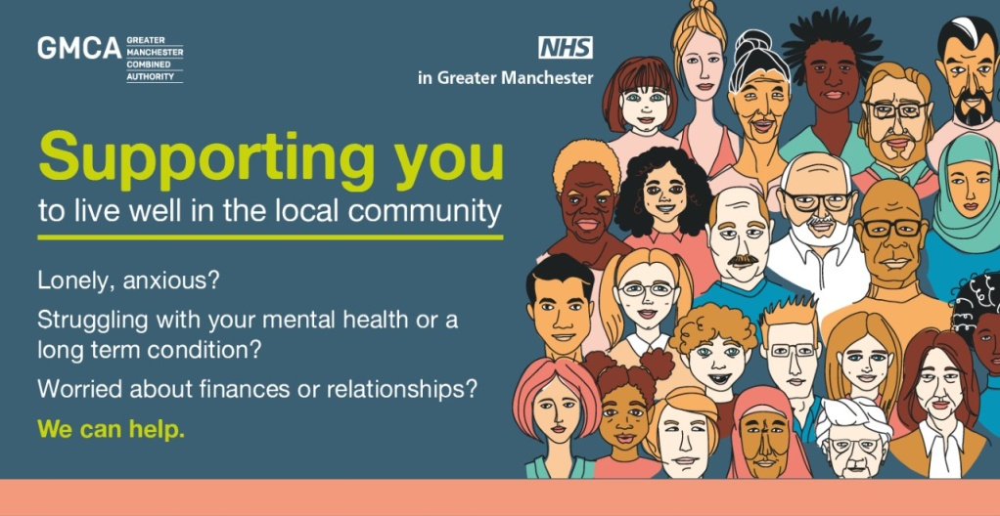 GMCA
GREATER
MANCHESTER
COMBINED
AUTHORITY
NHS
in Greater Manchester
Supporting you
to live well in the local community
Lonely, anxious?
Struggling with your mental health or a
long term condition?
Worried about finances or relationships?
We can help.